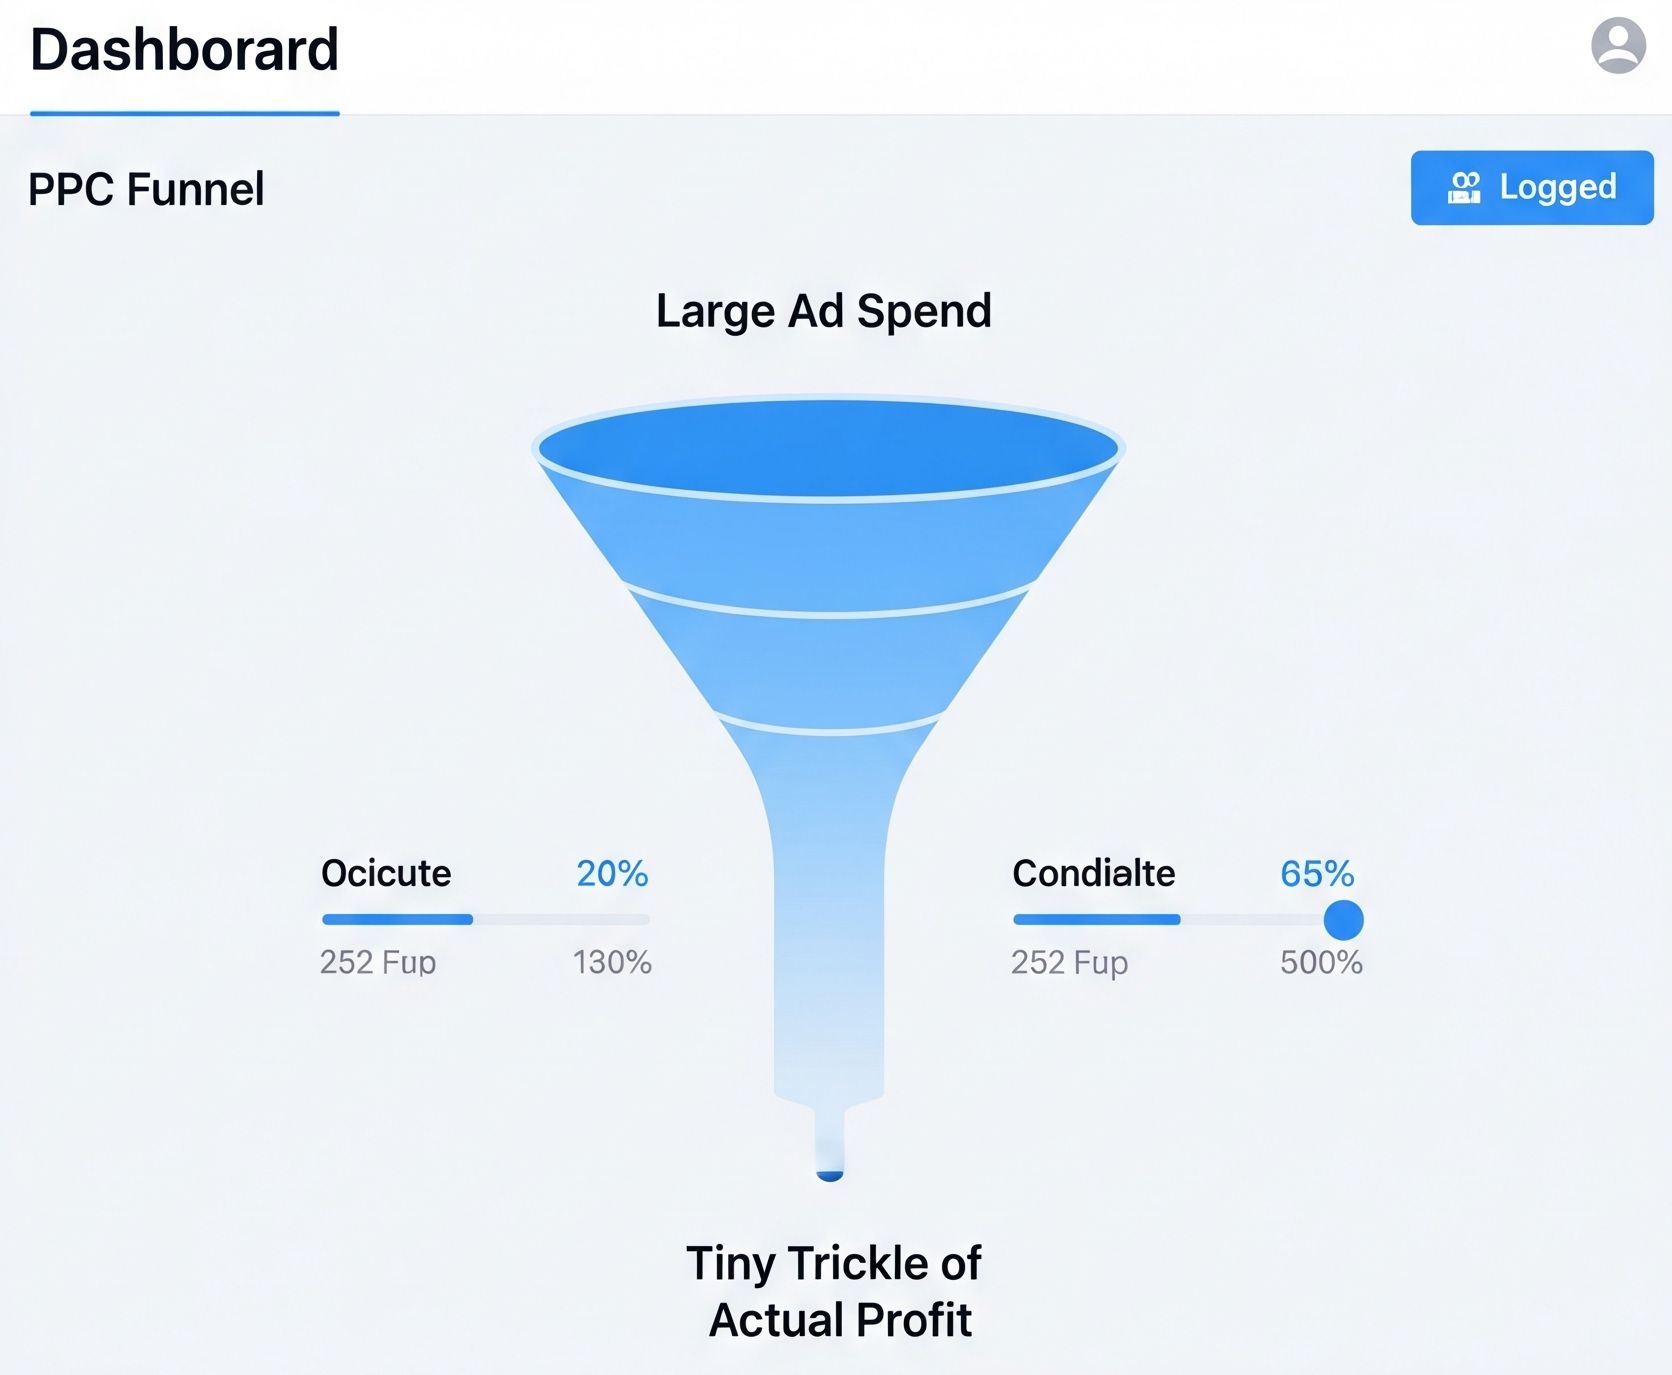 Dashborard
PPC Funnel
Logged
Large Ad Spend
Ocicute 20%
252 Fup 130%
Condialte 65%
252 Fup 500%
Tiny Trickle of
Actual Profit